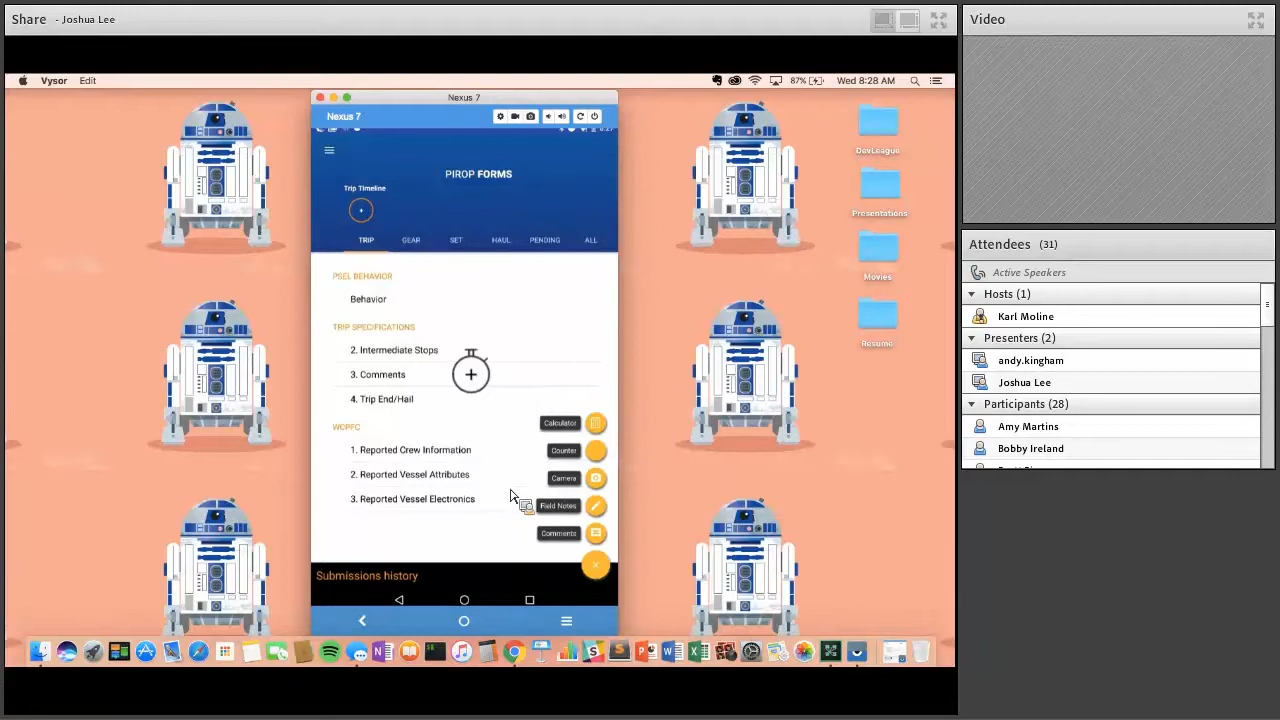 Share - Joshua Lee
Video
Vysor Edit
87% Wed 8:28 AM
Nexus 7
Nexus 7
PIROP FORMS
Trip Timeline
TRIP GEAR SET HAUL PENDING ALL
PSEL BEHAVIOR
Behavior
TRIP SPECIFICATIONS
2. Intermediate Stops
3. Comments
4. Trip End/Hail
WCPFC
1. Reported Crew Information
2. Reported Vessel Attributes
3. Reported Vessel Electronics
Calculator
Counter
Camera
Field Notes
Comments
Submissions history
DevLeague
Presentations
Movies
Resume
Attendees (31)
Active Speakers
Hosts (1)
Karl Moline
Presenters (2)
andy.kingham
Joshua Lee
Participants (28)
Amy Martins
Bobby Ireland